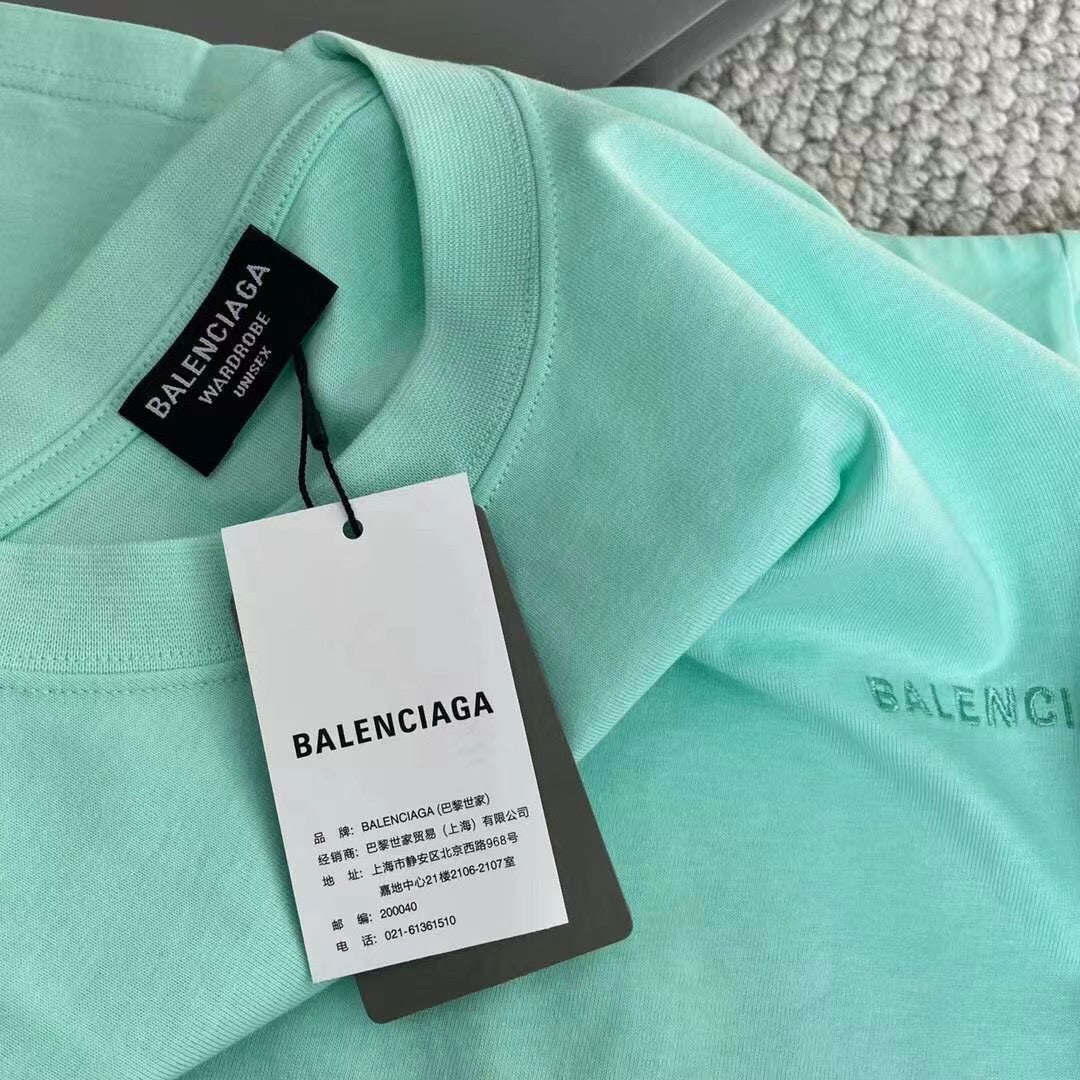 BALENCIAGA
WARDROBE
UNISEX
BALENCIAGA
品 牌: BALENCIAGA (巴黎世家)
经销商: 巴黎世家贸易（上海）有限公司
地 址: 上海市静安区北京西路968号
嘉地中心21楼2106-2107室
邮 编: 200040
电 话: 021-61361510
BALENCI